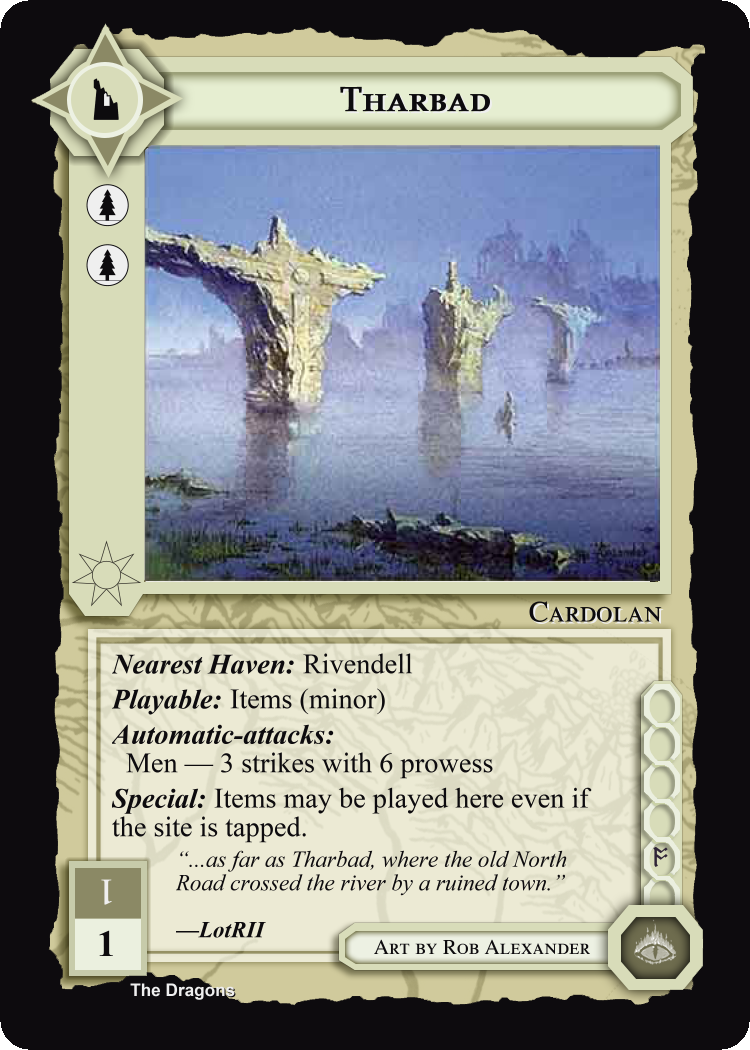 Tharbad
Cardolan
Nearest Haven: Rivendell
Playable: Items (minor)
Automatic-attacks:
Men — 3 strikes with 6 prowess
Special: Items may be played here even if
the site is tapped.
“...as far as Tharbad, where the old North
Road crossed the river by a ruined town.”
—LotRII
1
1
Art by Rob Alexander
The Dragons